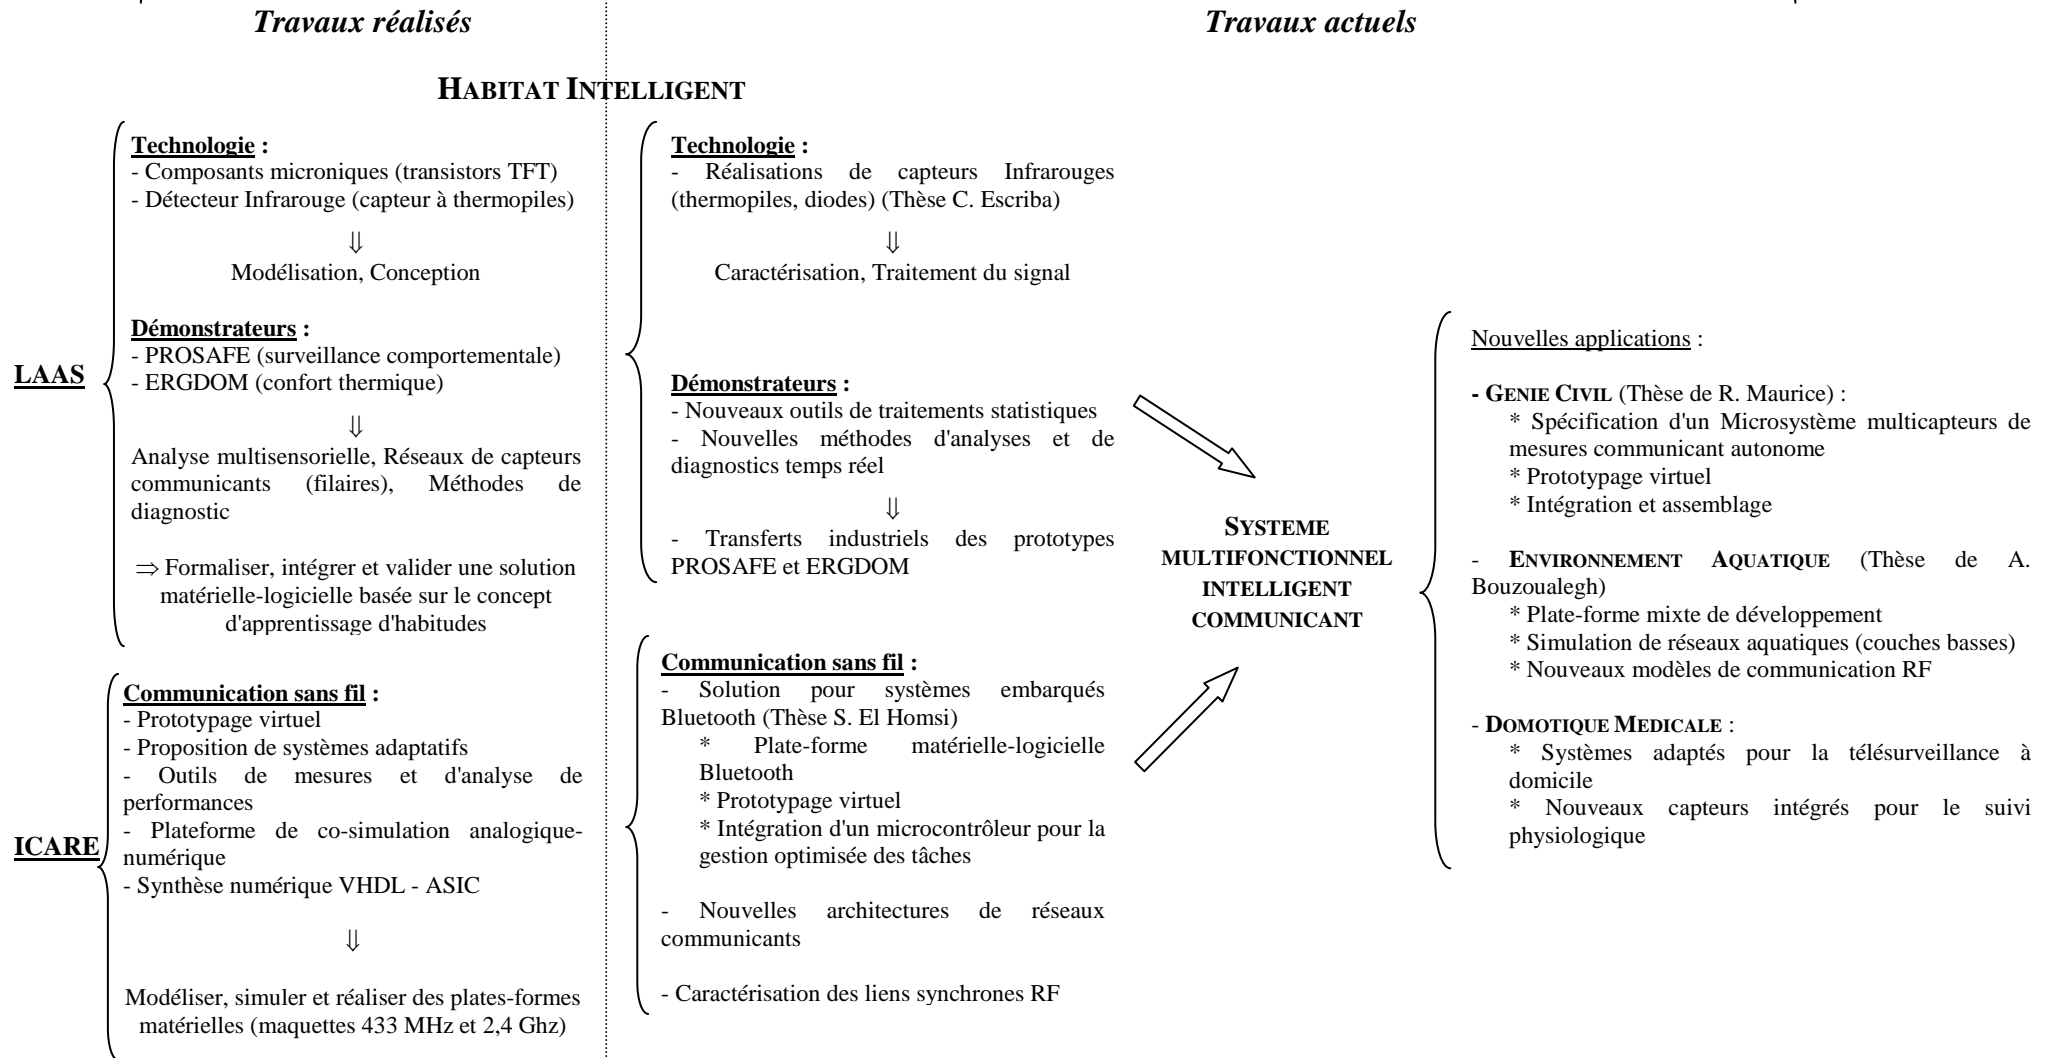 Travaux réalisés
Travaux actuels
HABITAT INTELLIGENT
LAAS
Technologie :
- Composants microniques (transistors TFT)
- Détecteur Infrarouge (capteur à thermopiles)
⇓
Modélisation, Conception
Démonstrateurs :
- PROSAFE (surveillance comportementale)
- ERGDOM (confort thermique)
⇓
Analyse multisensorielle, Réseaux de capteurs
communicants (filaires), Méthodes de
diagnostic
⇒ Formaliser, intégrer et valider une solution
matérielle-logicielle basée sur le concept
d'apprentissage d'habitudes
ICARE
Communication sans fil :
- Prototypage virtuel
- Proposition de systèmes adaptatifs
- Outils de mesures et d'analyse de
performances
- Plateforme de co-simulation analogique-
numérique
- Synthèse numérique VHDL - ASIC
⇓
Modéliser, simuler et réaliser des plates-formes
matérielles (maquettes 433 MHz et 2,4 Ghz)
Technologie :
- Réalisations de capteurs Infrarouges
(thermopiles, diodes) (Thèse C. Escriba)
⇓
Caractérisation, Traitement du signal
Démonstrateurs :
- Nouveaux outils de traitements statistiques
- Nouvelles méthodes d'analyses et de
diagnostics temps réel
⇓
- Transferts industriels des prototypes
PROSAFE et ERGDOM
Communication sans fil :
- Solution pour systèmes embarqués
Bluetooth (Thèse S. El Homsi)
* Plate-forme matérielle-logicielle
Bluetooth
* Prototypage virtuel
* Intégration d'un microcontrôleur pour la
gestion optimisée des tâches
- Nouvelles architectures de réseaux
communicants
- Caractérisation des liens synchrones RF
SYSTEME
MULTIFONCTIONNEL
INTELLIGENT
COMMUNICANT
Nouvelles applications :
- GENIE CIVIL (Thèse de R. Maurice) :
* Spécification d'un Microsystème multicapteurs de
mesures communicant autonome
* Prototypage virtuel
* Intégration et assemblage
- ENVIRONNEMENT AQUATIQUE (Thèse de A.
Bouzoualegh)
* Plate-forme mixte de développement
* Simulation de réseaux aquatiques (couches basses)
* Nouveaux modèles de communication RF
- DOMOTIQUE MEDICALE :
* Systèmes adaptés pour la télésurveillance à
domicile
* Nouveaux capteurs intégrés pour le suivi
physiologique